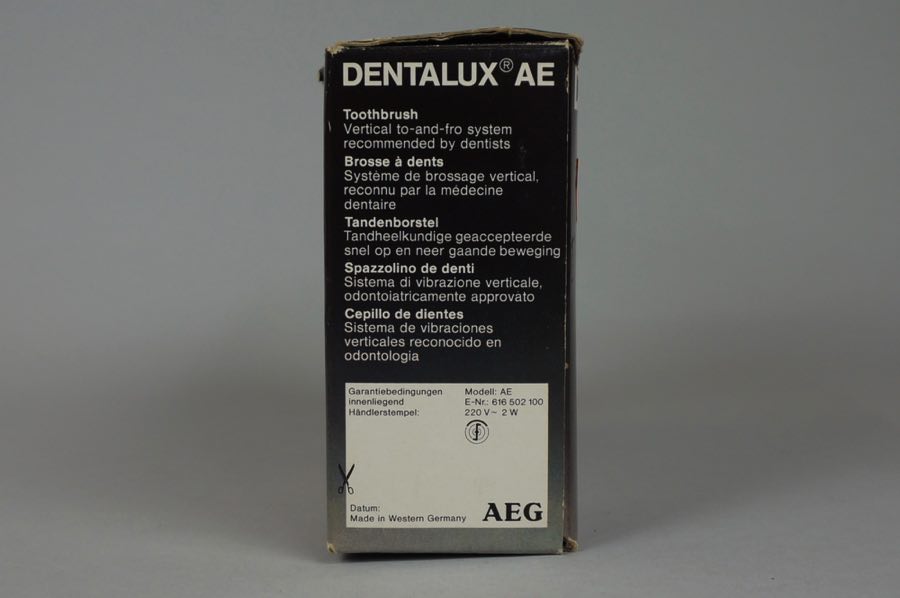 DENTALUX® AE
Toothbrush
Vertical to-and-fro system
recommended by dentists
Brosse à dents
Système de brossage vertical,
reconnu par la médecine
dentaire
Tandenborstel
Tandheelkundige geaccepteerde
snel op en neer gaande beweging
Spazzolino de denti
Sistema di vibrazione verticale,
odontoiatricamente approvato
Cepillo de dientes
Sistema de vibraciones
verticales reconocido en
odontologia
Garantiebedingungen
innenliegend
Händlerstempel:
Modell: AE
E-Nr.: 616 502 100
220 V~ 2 W
Datum:
Made in Western Germany
AEG